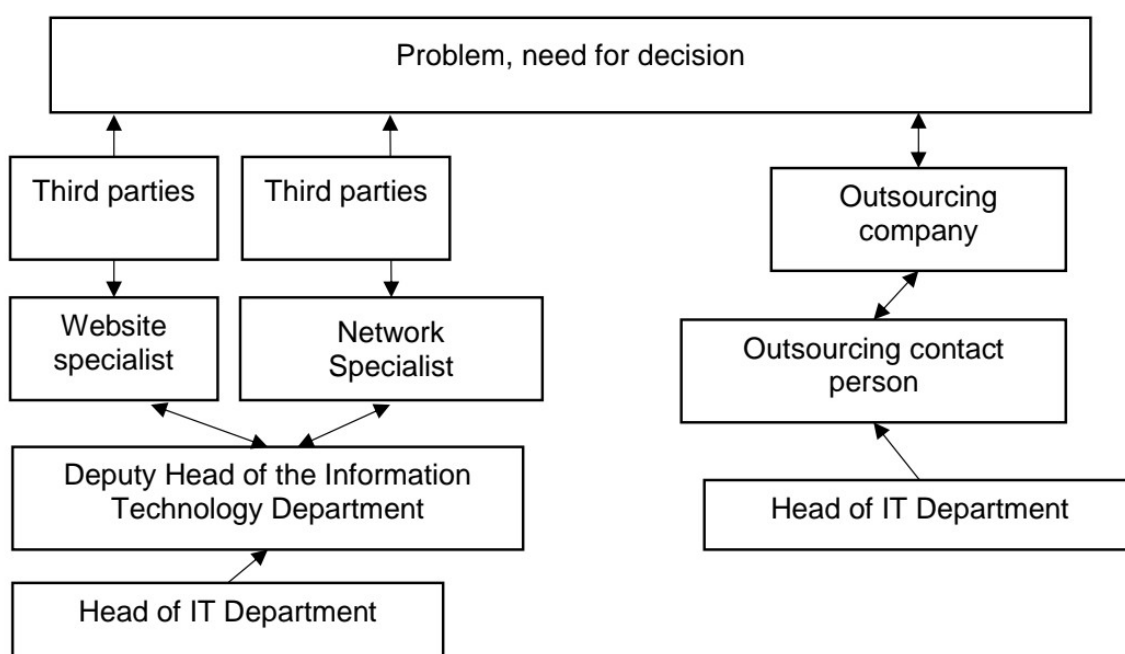 Problem, need for decision
Third parties
Third parties
Outsourcing
company
Website
specialist
Network
Specialist
Outsourcing contact
person
Deputy Head of the Information
Technology Department
Head of IT Department
Head of IT Department